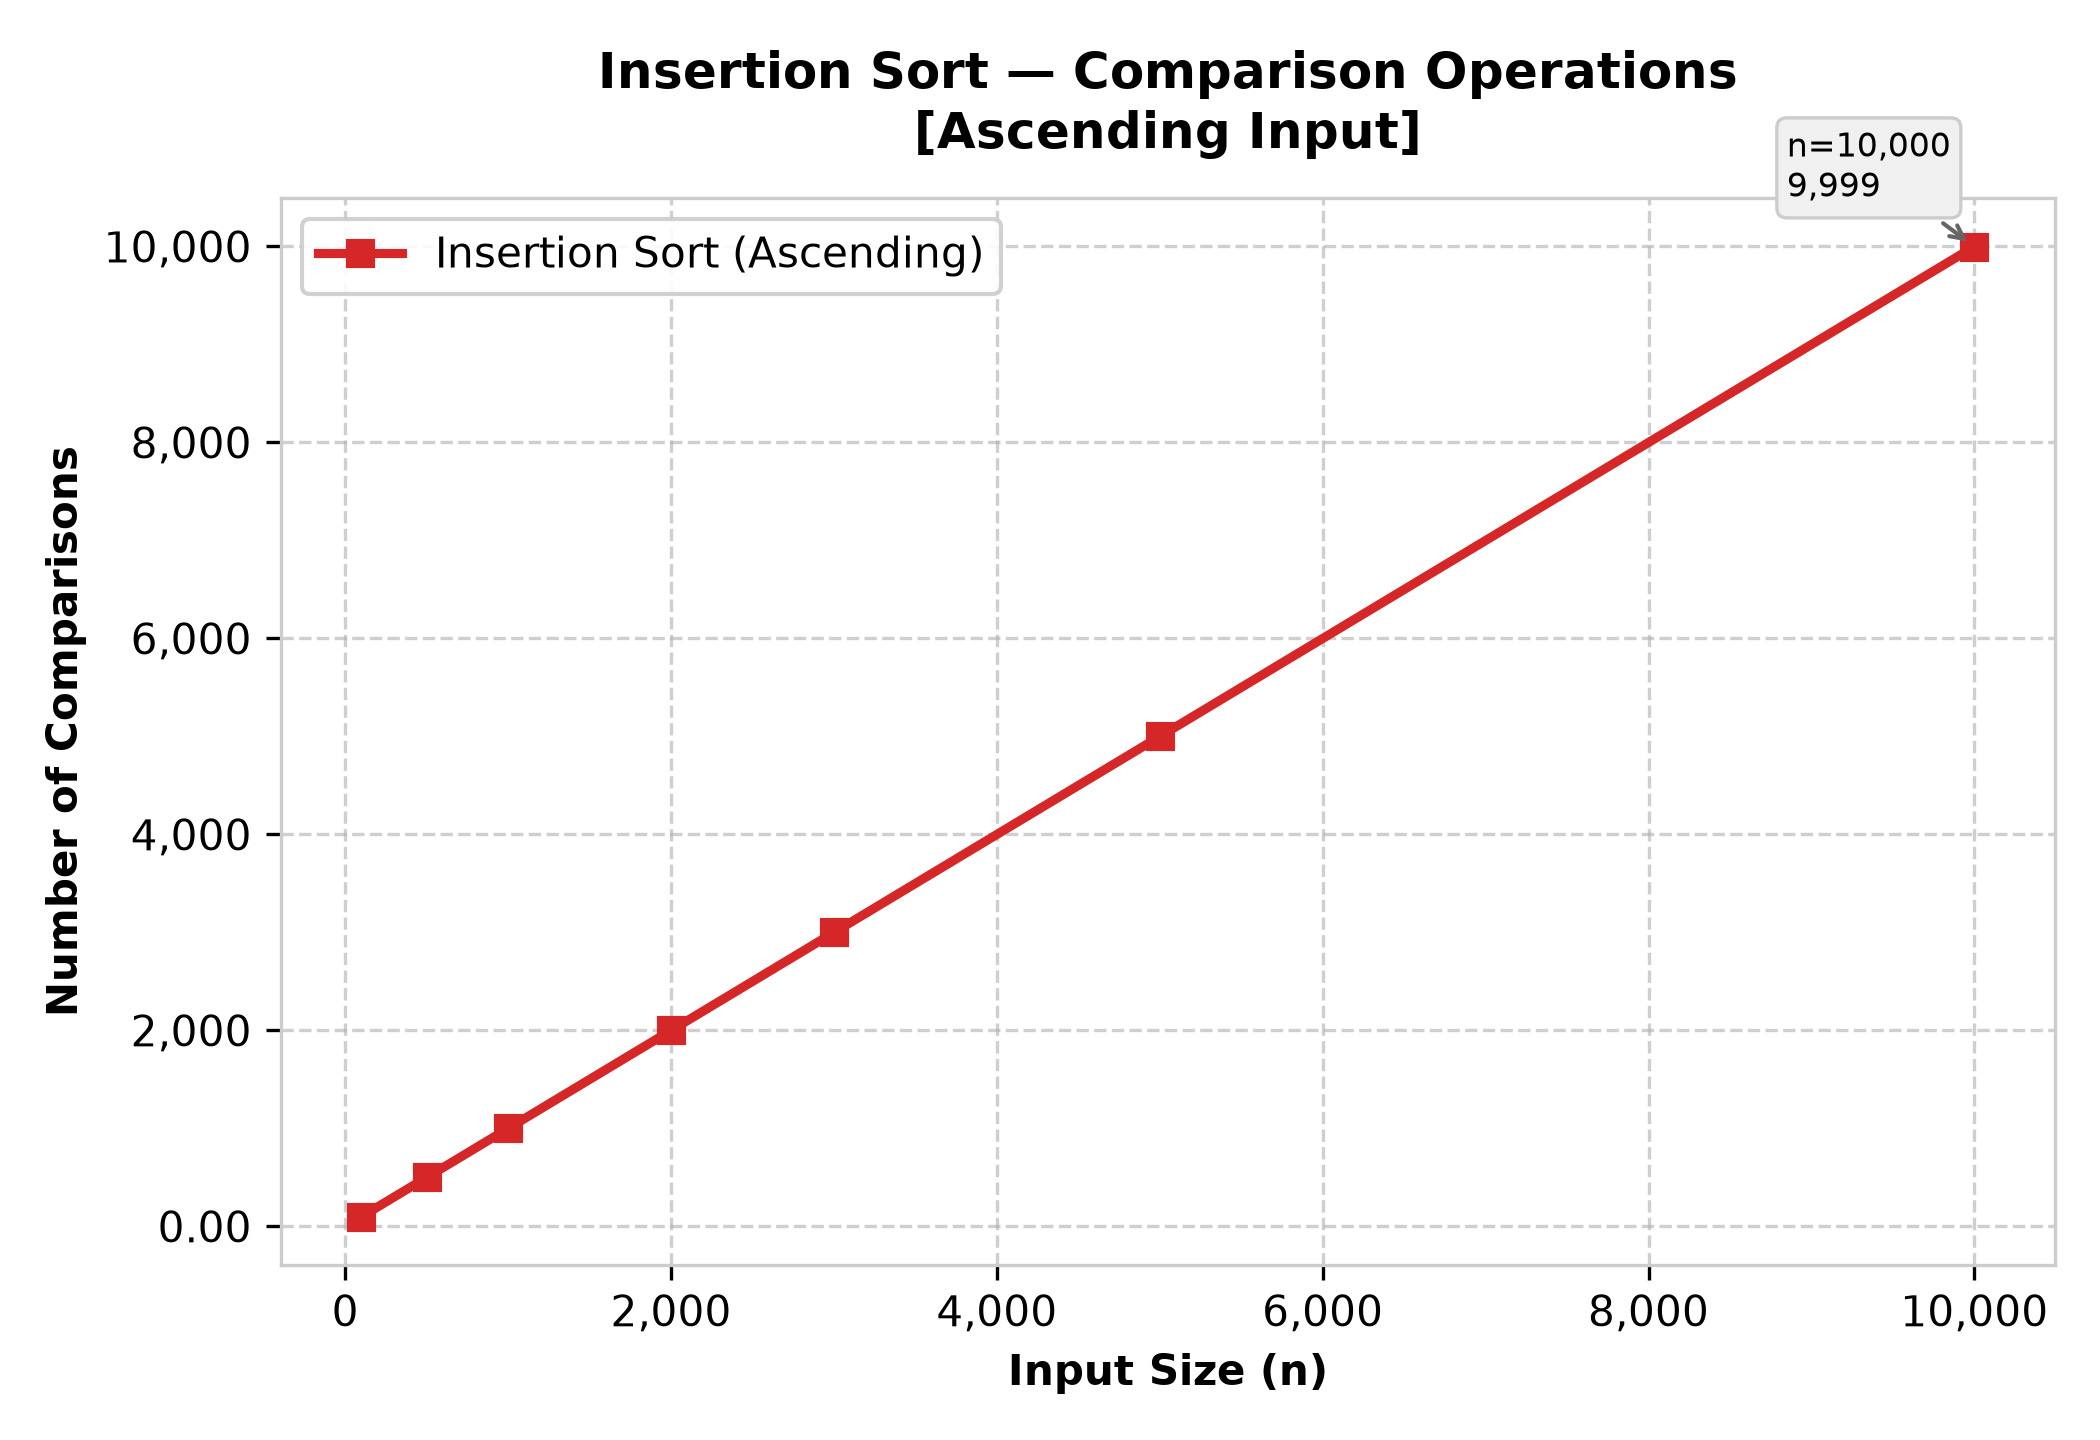 Insertion Sort — Comparison Operations
[Ascending Input]
n=10,000
9,999
Insertion Sort (Ascending)
Number of Comparisons
10,000
8,000
6,000
4,000
2,000
0.00
0 2,000 4,000 6,000 8,000 10,000
Input Size (n)